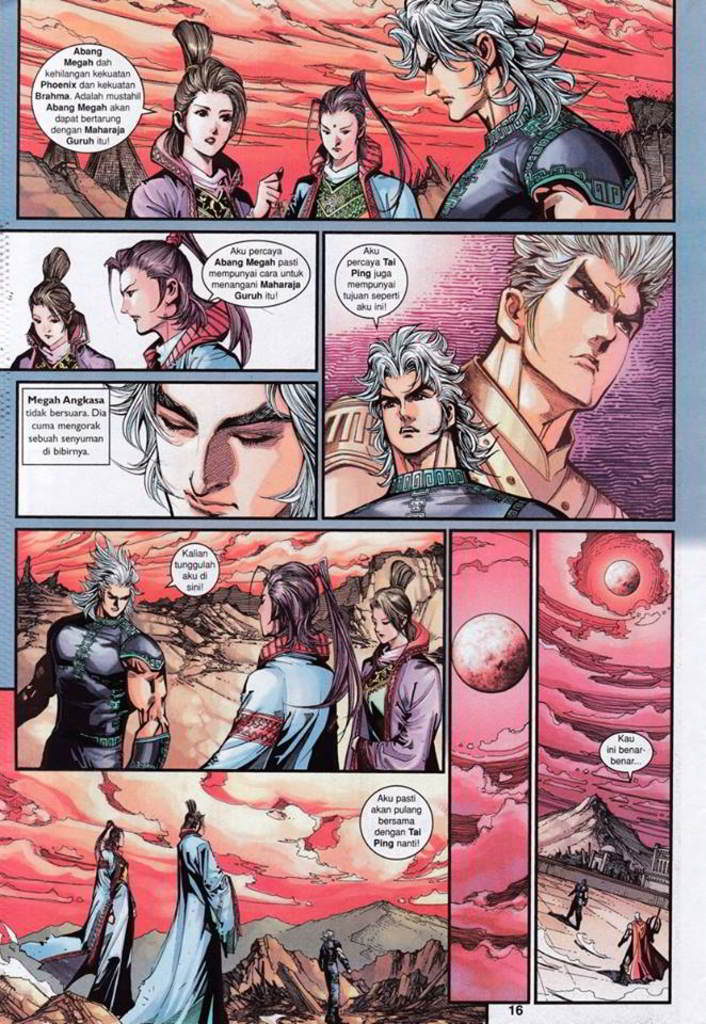 Abang
Megah dah
kehilangan kekuatan
Phoenix dan kekuatan
Brahma. Adalah mustahil
Abang Megah akan
dapat bertarung
dengan Maharaja
Guruh itu!
Aku percaya
Abang Megah pasti
mempunyai cara untuk
menangani Maharaja
Guruh itu!
Aku
percaya Tai
Ping juga
mempunyai
tujuan seperti
aku ini!
Megah Angkasa
tidak bersuara. Dia
cuma mengorak
sebuah senyuman
di bibirnya.
Kalian
tunggulah
aku di
sini!
Kau
ini benar-
benar...
Aku pasti
akan pulang
bersama
dengan Tai
Ping nanti!
16